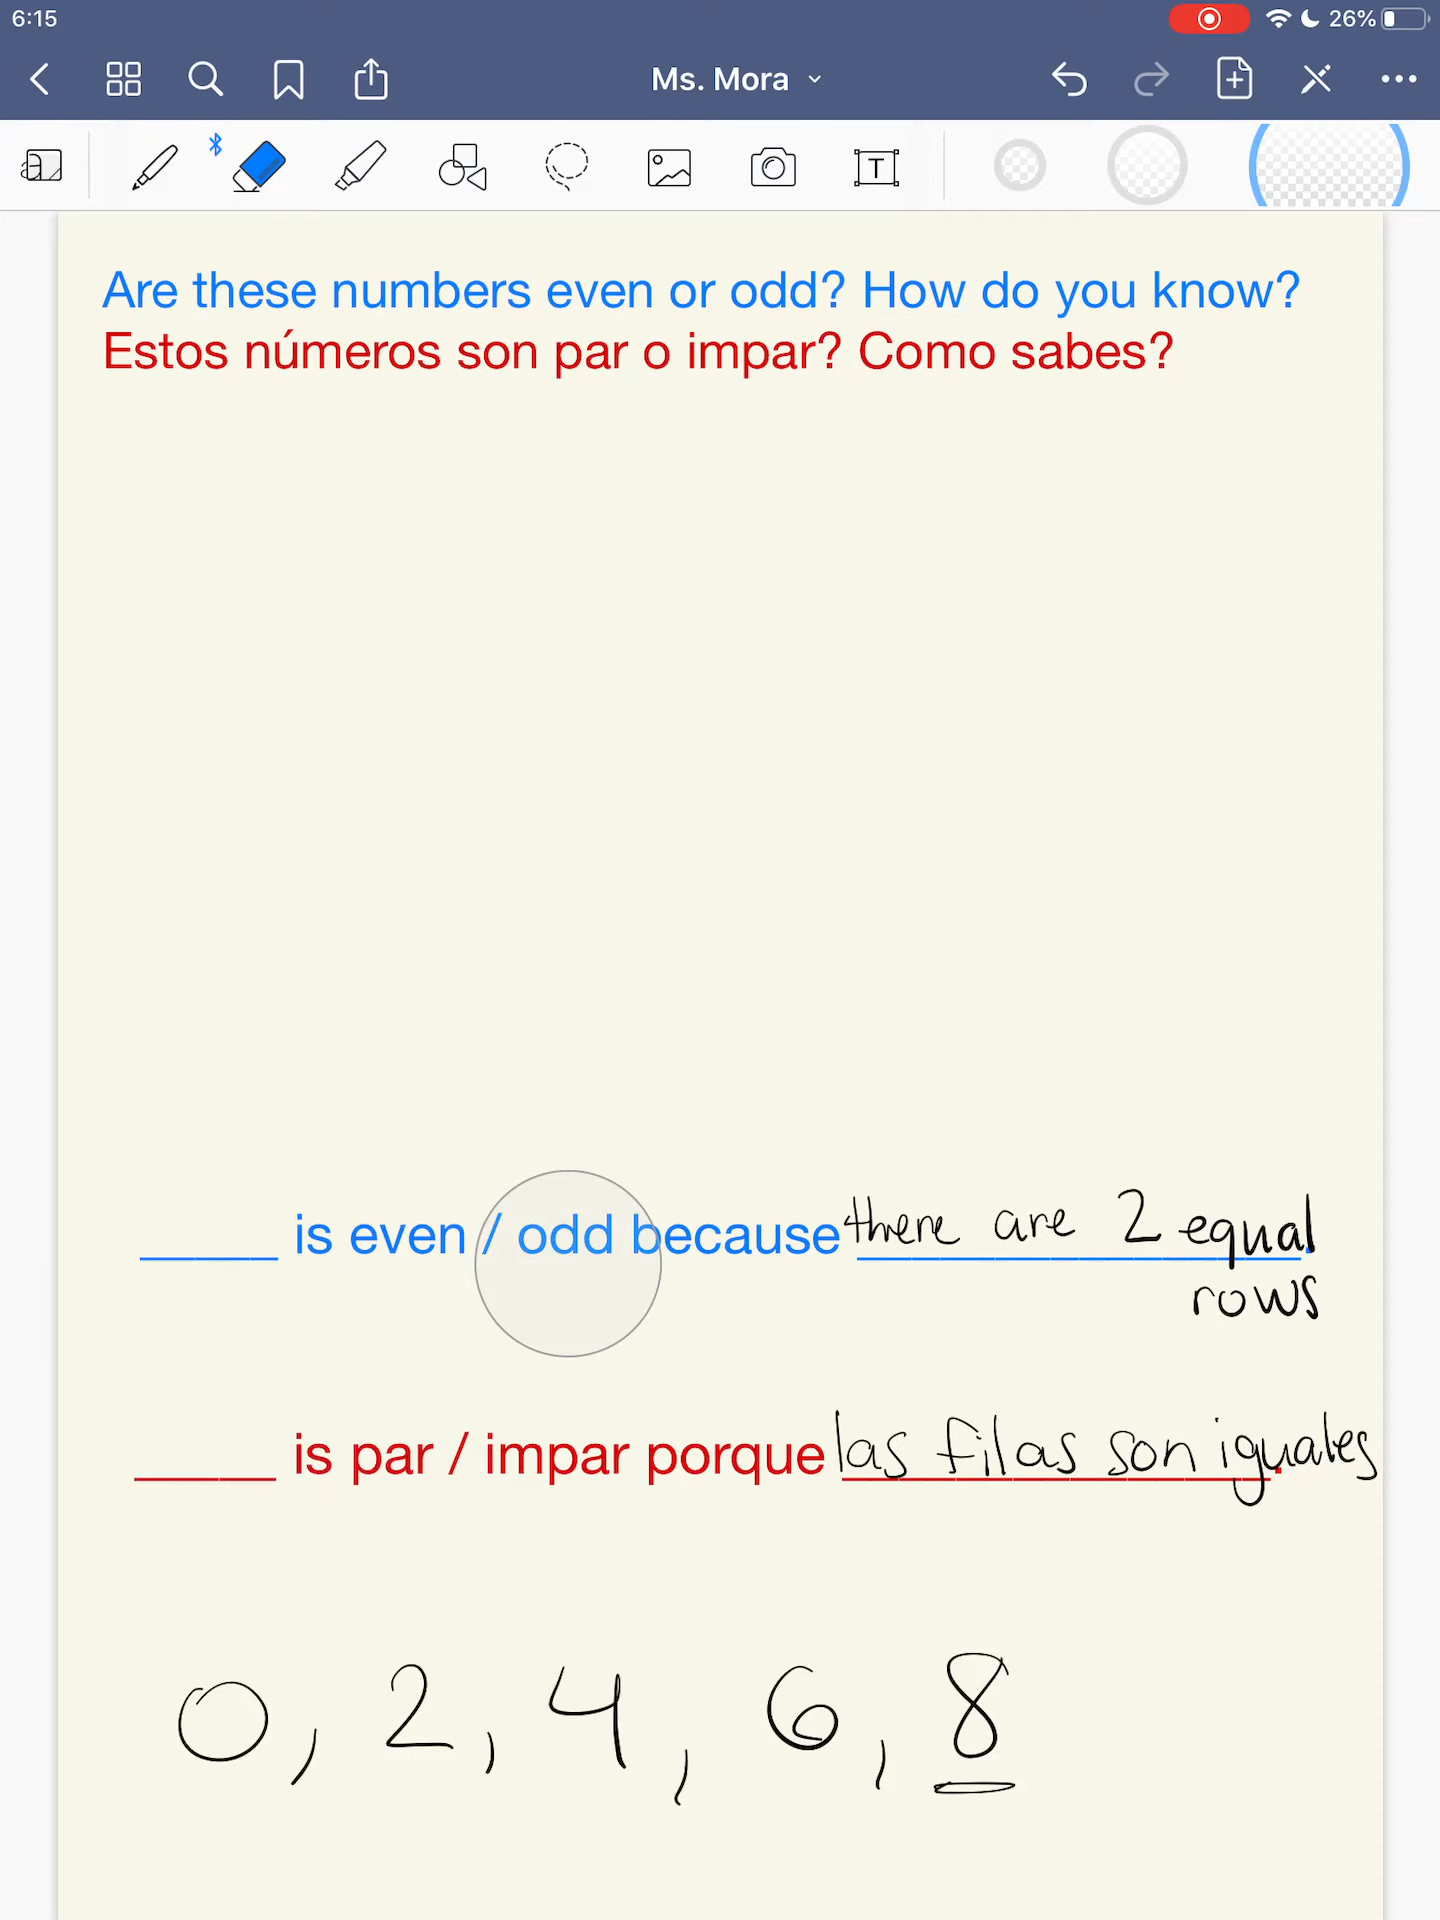 6:15
26%
Ms. Mora
a
T
Are these numbers even or odd? How do you know?
Estos números son par o impar? Como sabes?
_____ is even / odd because there are 2 equal
rows
_____ is par / impar porque las filas son iguales
0, 2, 4, 6, 8